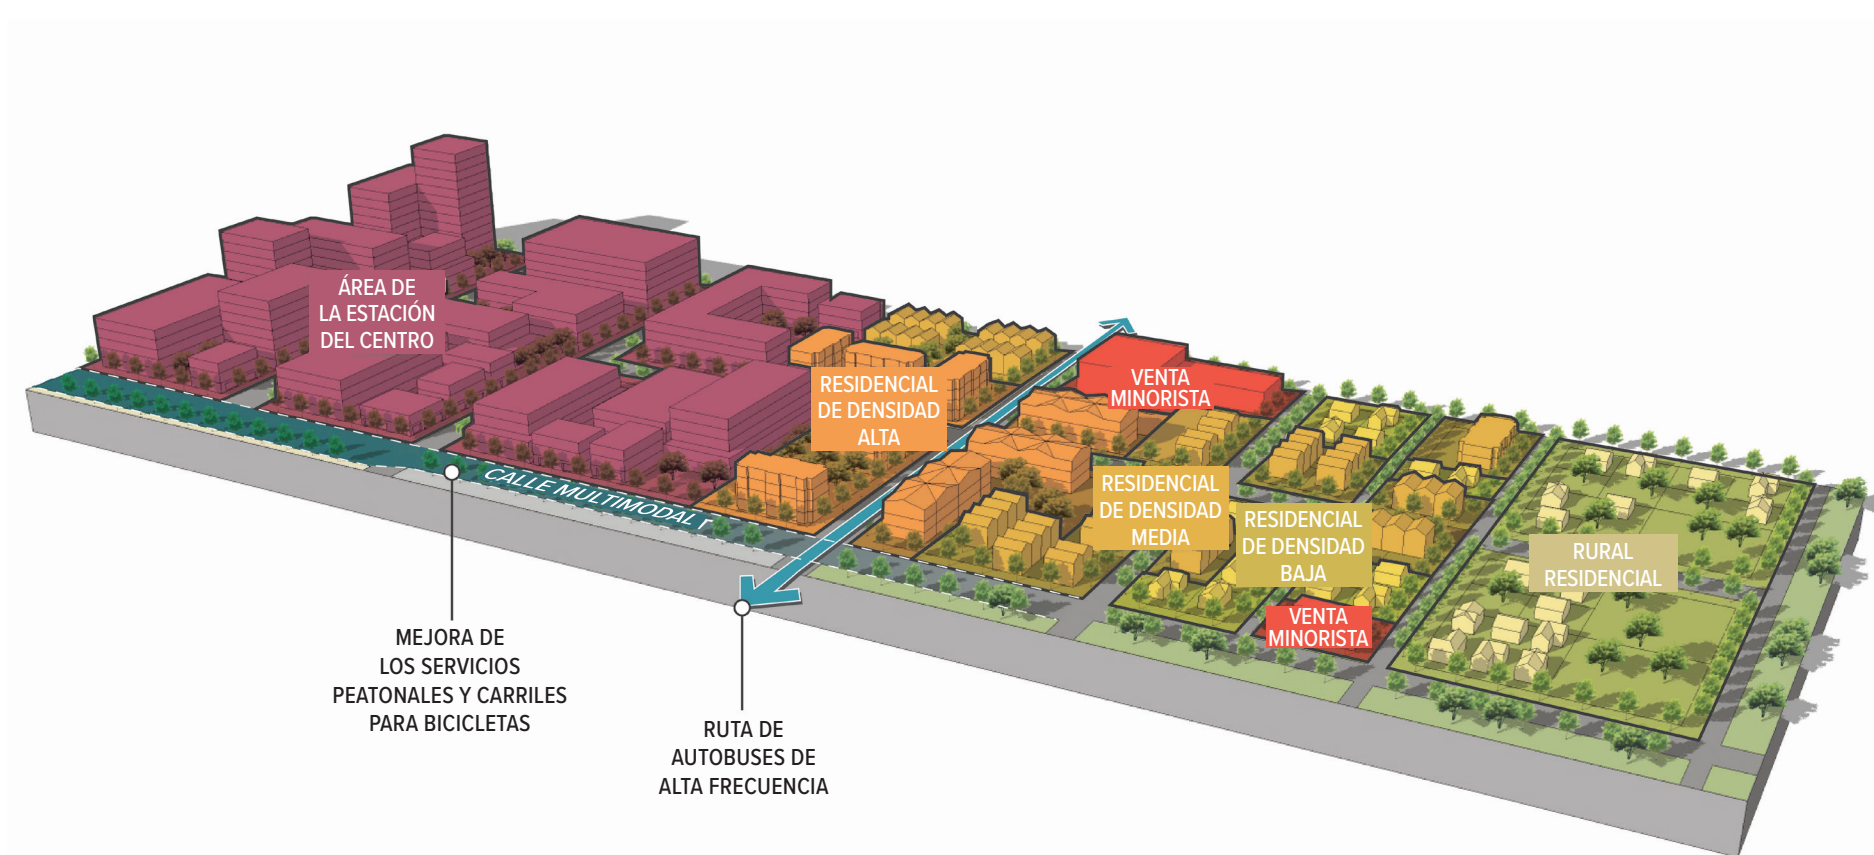 ÁREA DE
LA ESTACIÓN
DEL CENTRO
RESIDENCIAL
DE DENSIDAD
ALTA
VENTA
MINORISTA
RESIDENCIAL
DE DENSIDAD
MEDIA
RESIDENCIAL
DE DENSIDAD
BAJA
RURAL
RESIDENCIAL
VENTA
MINORISTA
CALLE MULTIMODAL
MEJORA DE
LOS SERVICIOS
PEATONALES Y CARRILES
PARA BICICLETAS
RUTA DE
AUTOBUSES DE
ALTA FRECUENCIA